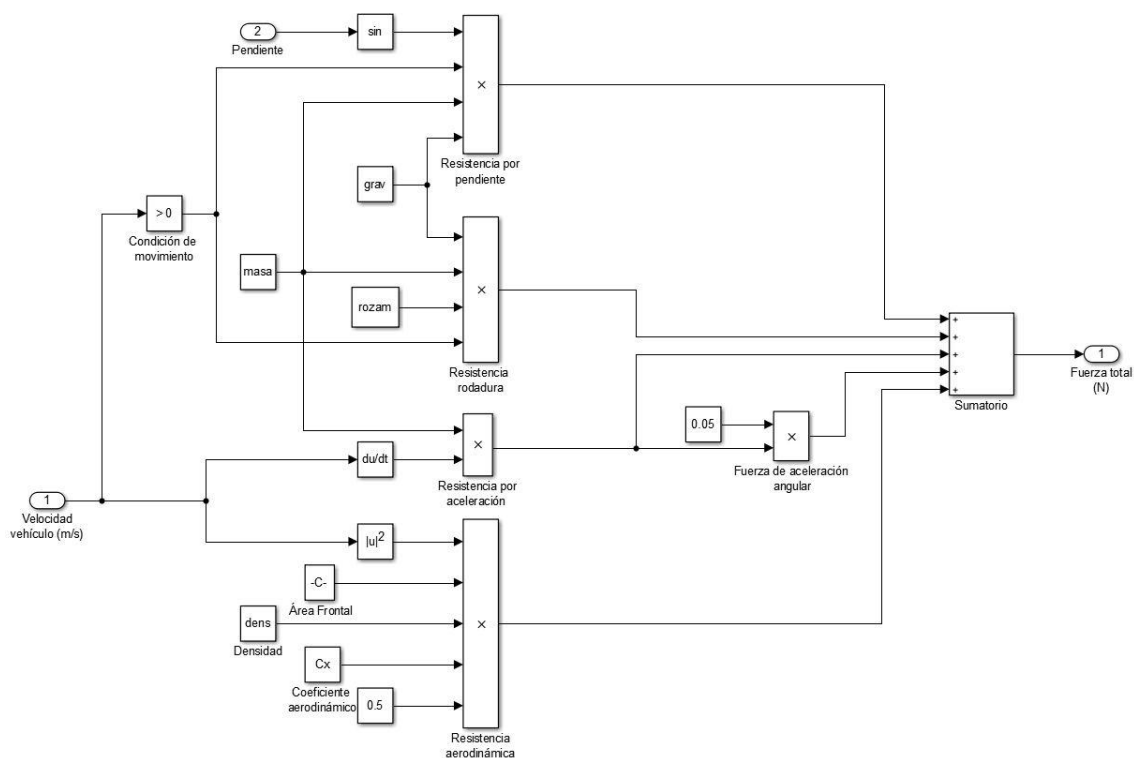 2
Pendiente
sin
×
Resistencia por
pendiente
grav
> 0
Condición de
movimiento
masa
rozam
×
Resistencia
rodadura
+
+
+
+
+
Sumatorio
1
Fuerza total
(N)
0.05
×
Fuerza de aceleración
angular
×
Resistencia por
aceleración
du/dt
1
Velocidad
vehículo (m/s)
|u|²
-C-
Área Frontal
dens
Densidad
×
Cx
Coeficiente
aerodinámico
0.5
Resistencia
aerodinámica